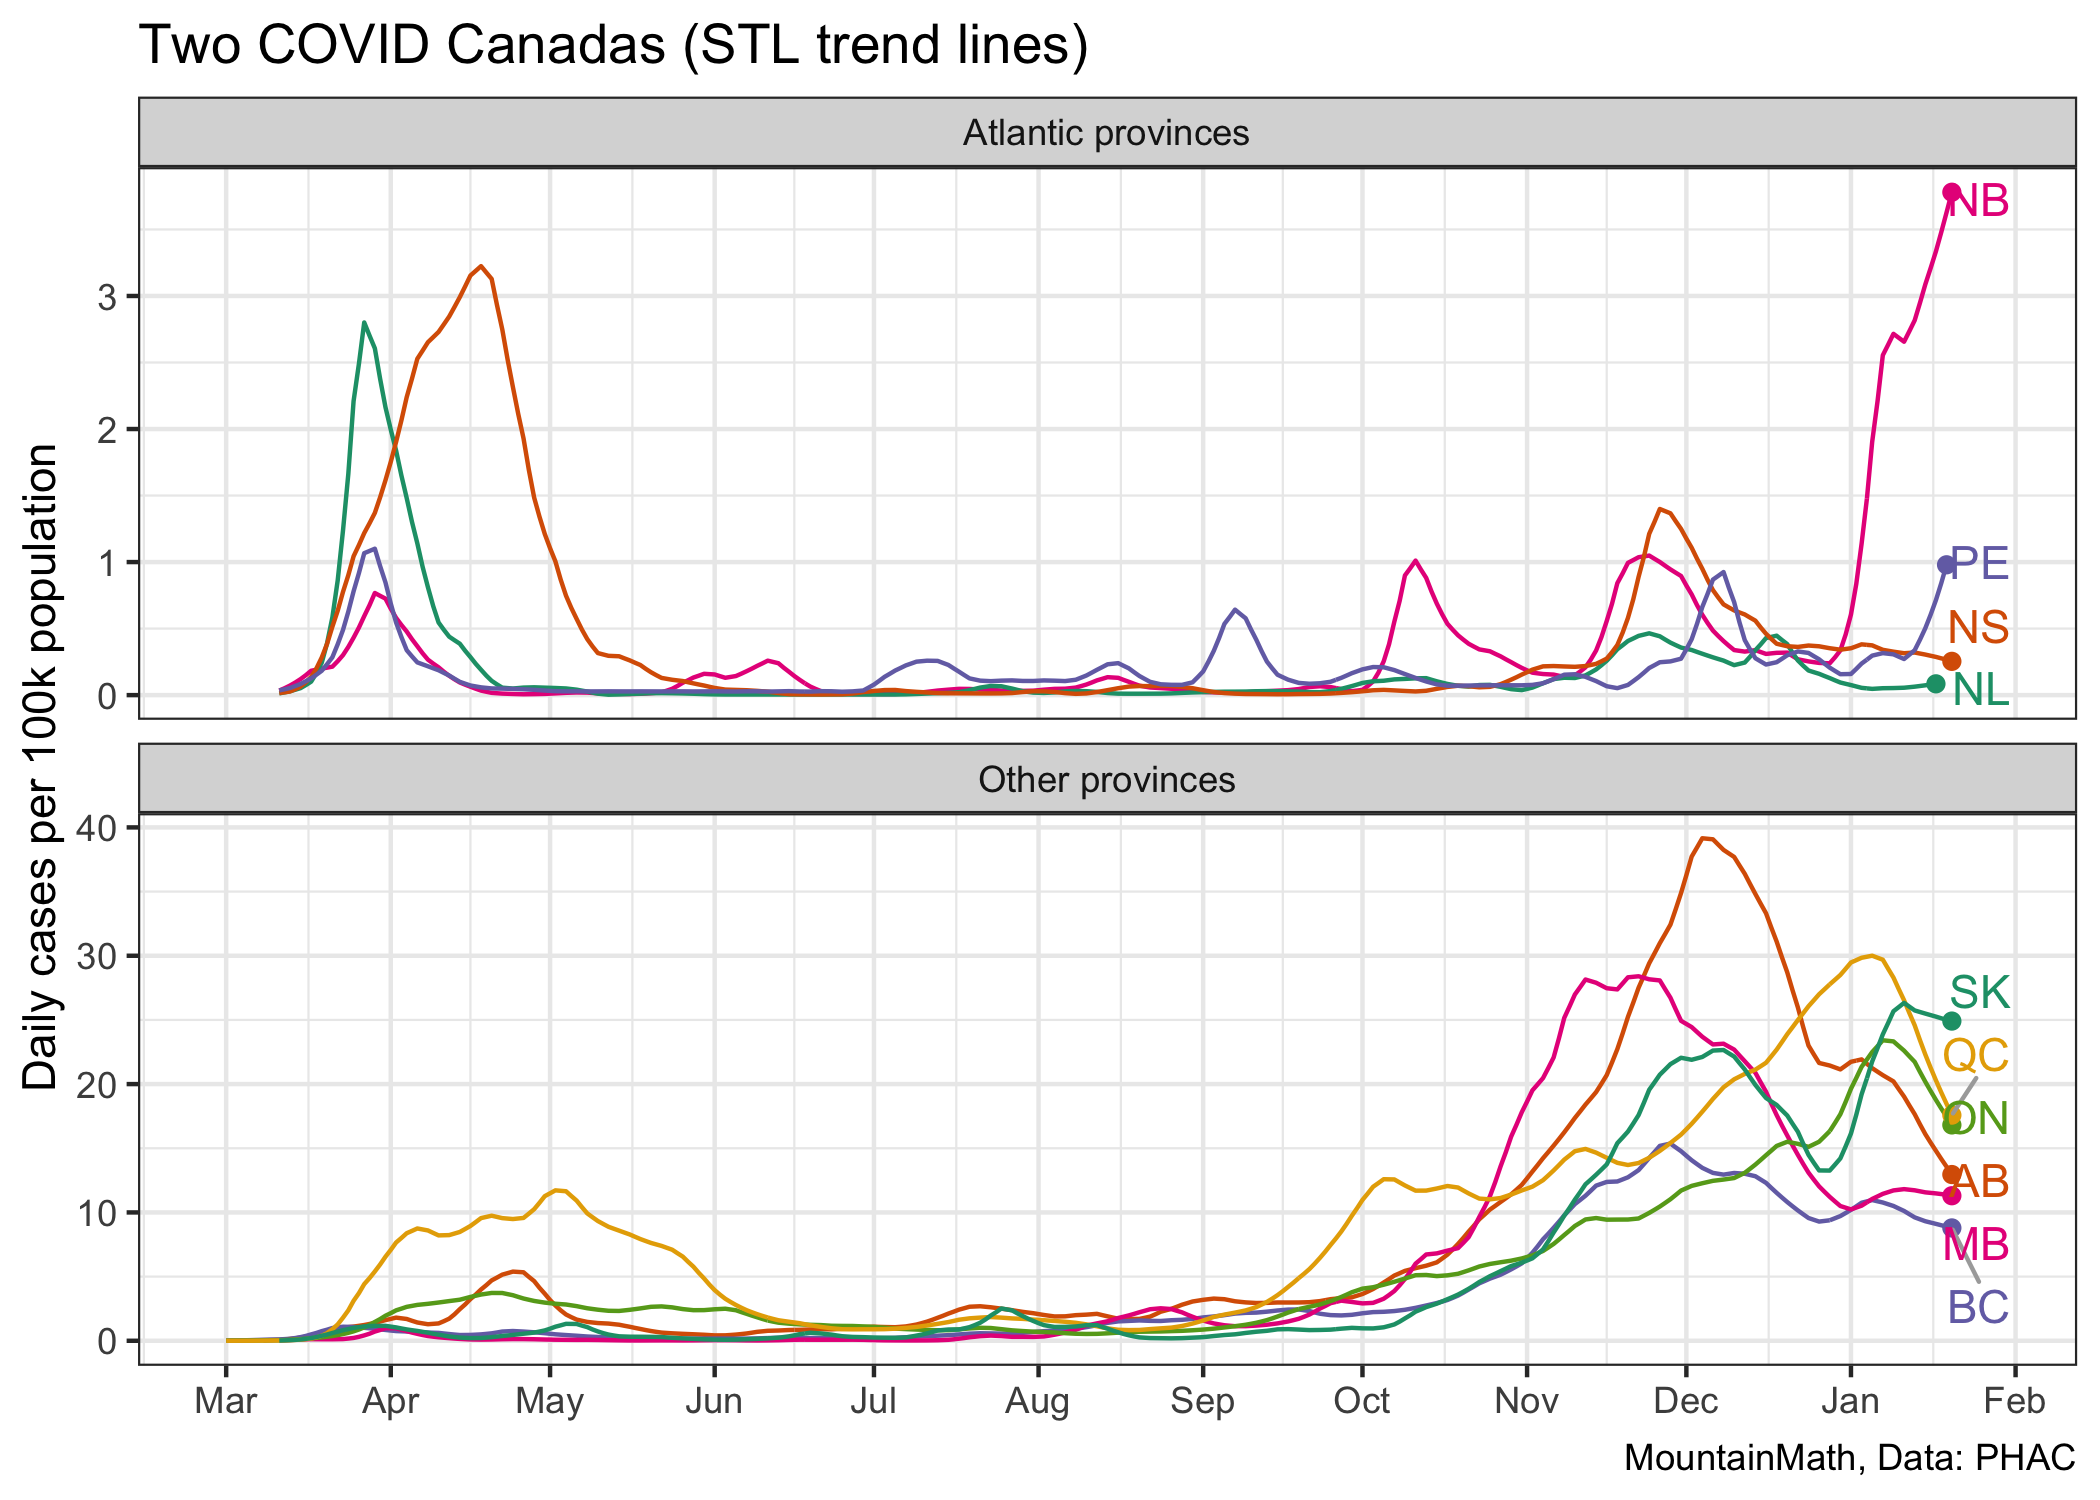 Two COVID Canadas (STL trend lines)
Atlantic provinces
Daily cases per 100k population
3
2
1
0
NB
PE
NS
NL
Other provinces
40
30
20
10
0
SK
QC
ON
AB
MB
BC
Mar Apr May Jun Jul Aug Sep Oct Nov Dec Jan Feb
MountainMath, Data: PHAC